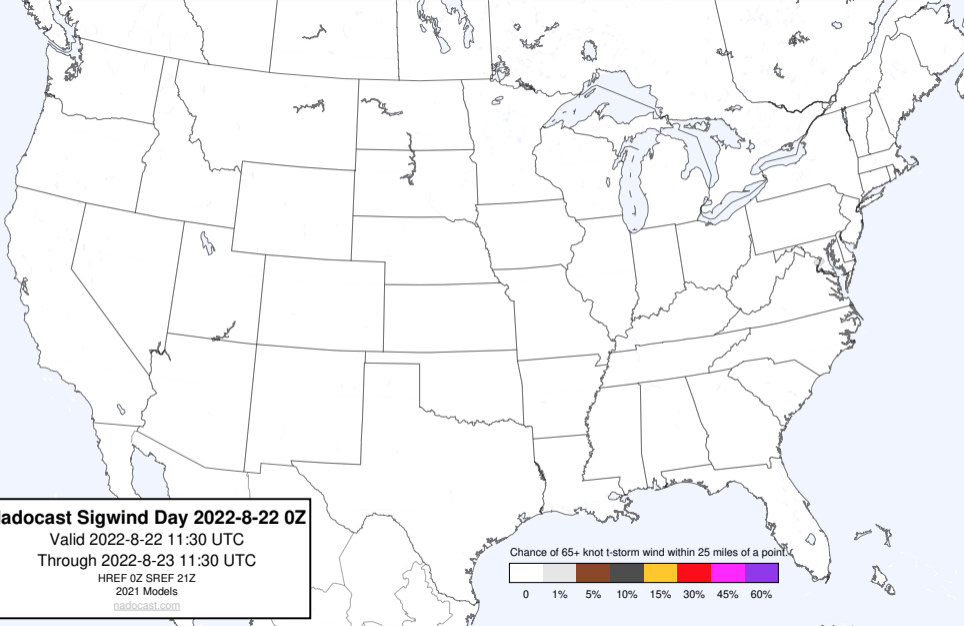 adocast Sigwind Day 2022-8-22 0Z
Valid 2022-8-22 11:30 UTC
Through 2022-8-23 11:30 UTC
HREF 0Z SREF 21Z
2021 Models
nadocast.com
Chance of 65+ knot t-storm wind within 25 miles of a point.
0 1% 5% 10% 15% 30% 45% 60%